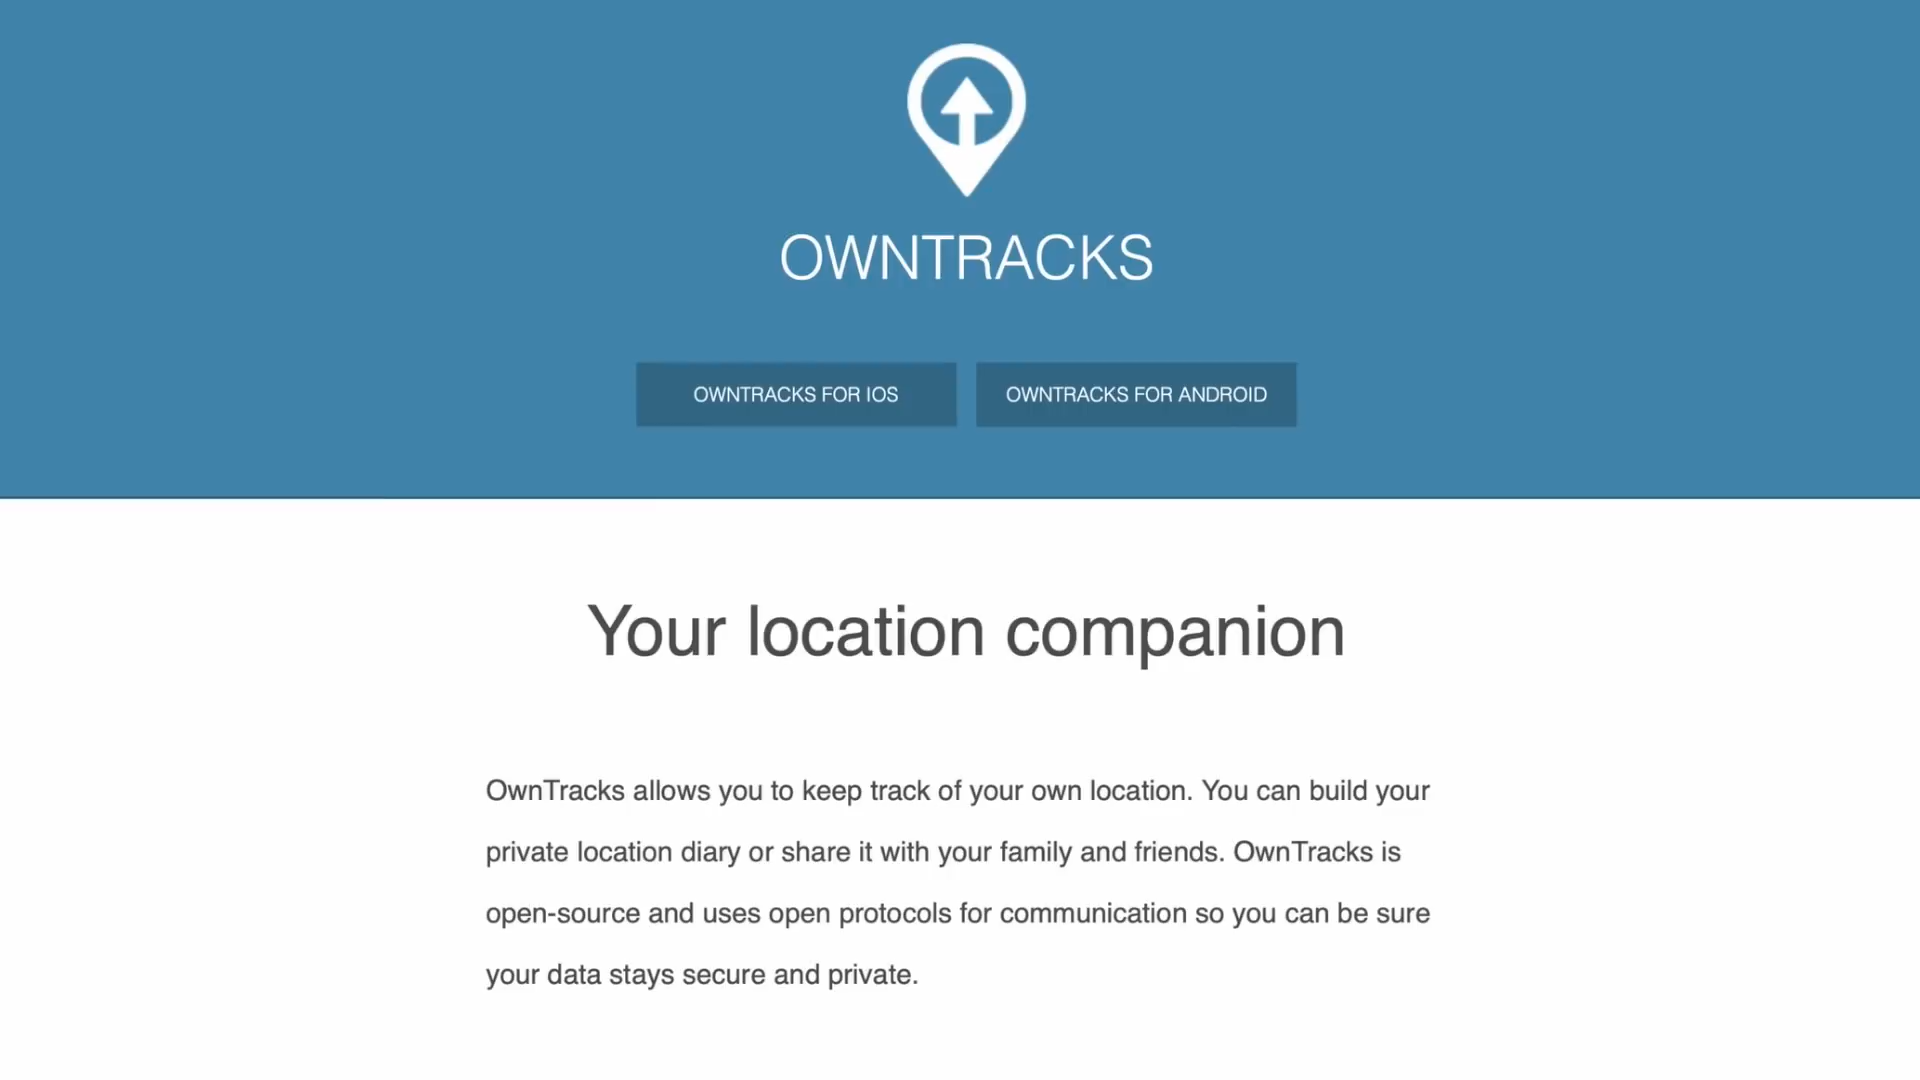 OWNTRACKS
OWNTRACKS FOR IOS
OWNTRACKS FOR ANDROID
Your location companion
OwnTracks allows you to keep track of your own location. You can build your
private location diary or share it with your family and friends. OwnTracks is
open-source and uses open protocols for communication so you can be sure
your data stays secure and private.